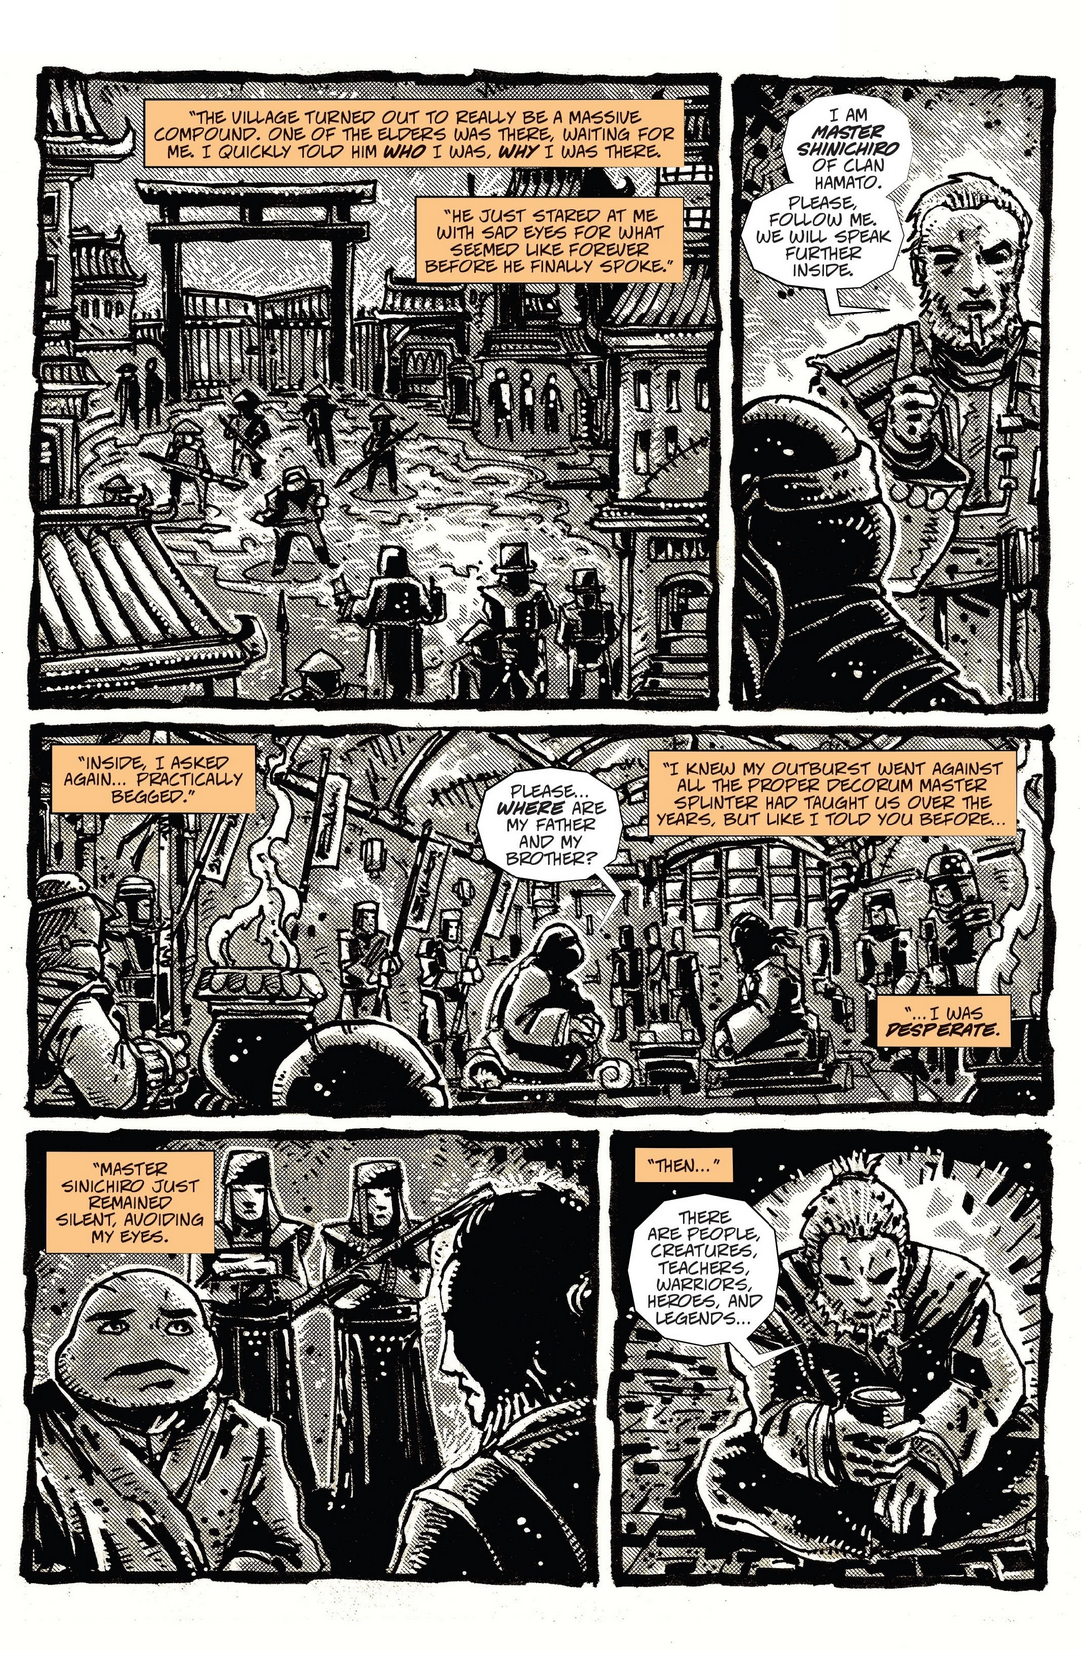 “THE VILLAGE TURNED OUT TO REALLY BE A MASSIVE
COMPOUND. ONE OF THE ELDERS WAS THERE, WAITING FOR
ME. I QUICKLY TOLD HIM WHO I WAS, WHY I WAS THERE.
“HE JUST STARED AT ME
WITH SAD EYES FOR WHAT
SEEMED LIKE FOREVER
BEFORE HE FINALLY SPOKE.”
I AM
MASTER
SHINICHIRO
OF CLAN
HAMATO.
PLEASE,
FOLLOW ME.
WE WILL SPEAK
FURTHER
INSIDE.
“INSIDE, I ASKED
AGAIN... PRACTICALLY
BEGGED.”
PLEASE...
WHERE ARE
MY FATHER
AND MY
BROTHER?
“I KNEW MY OUTBURST WENT AGAINST
ALL THE PROPER DECORUM MASTER
SPLINTER HAD TAUGHT US OVER THE
YEARS, BUT LIKE I TOLD YOU BEFORE...
“...I WAS
DESPERATE.
“MASTER
SINICHIRO JUST
REMAINED
SILENT, AVOIDING
MY EYES.
“THEN...”
THERE
ARE PEOPLE,
CREATURES,
TEACHERS,
WARRIORS,
HEROES, AND
LEGENDS...